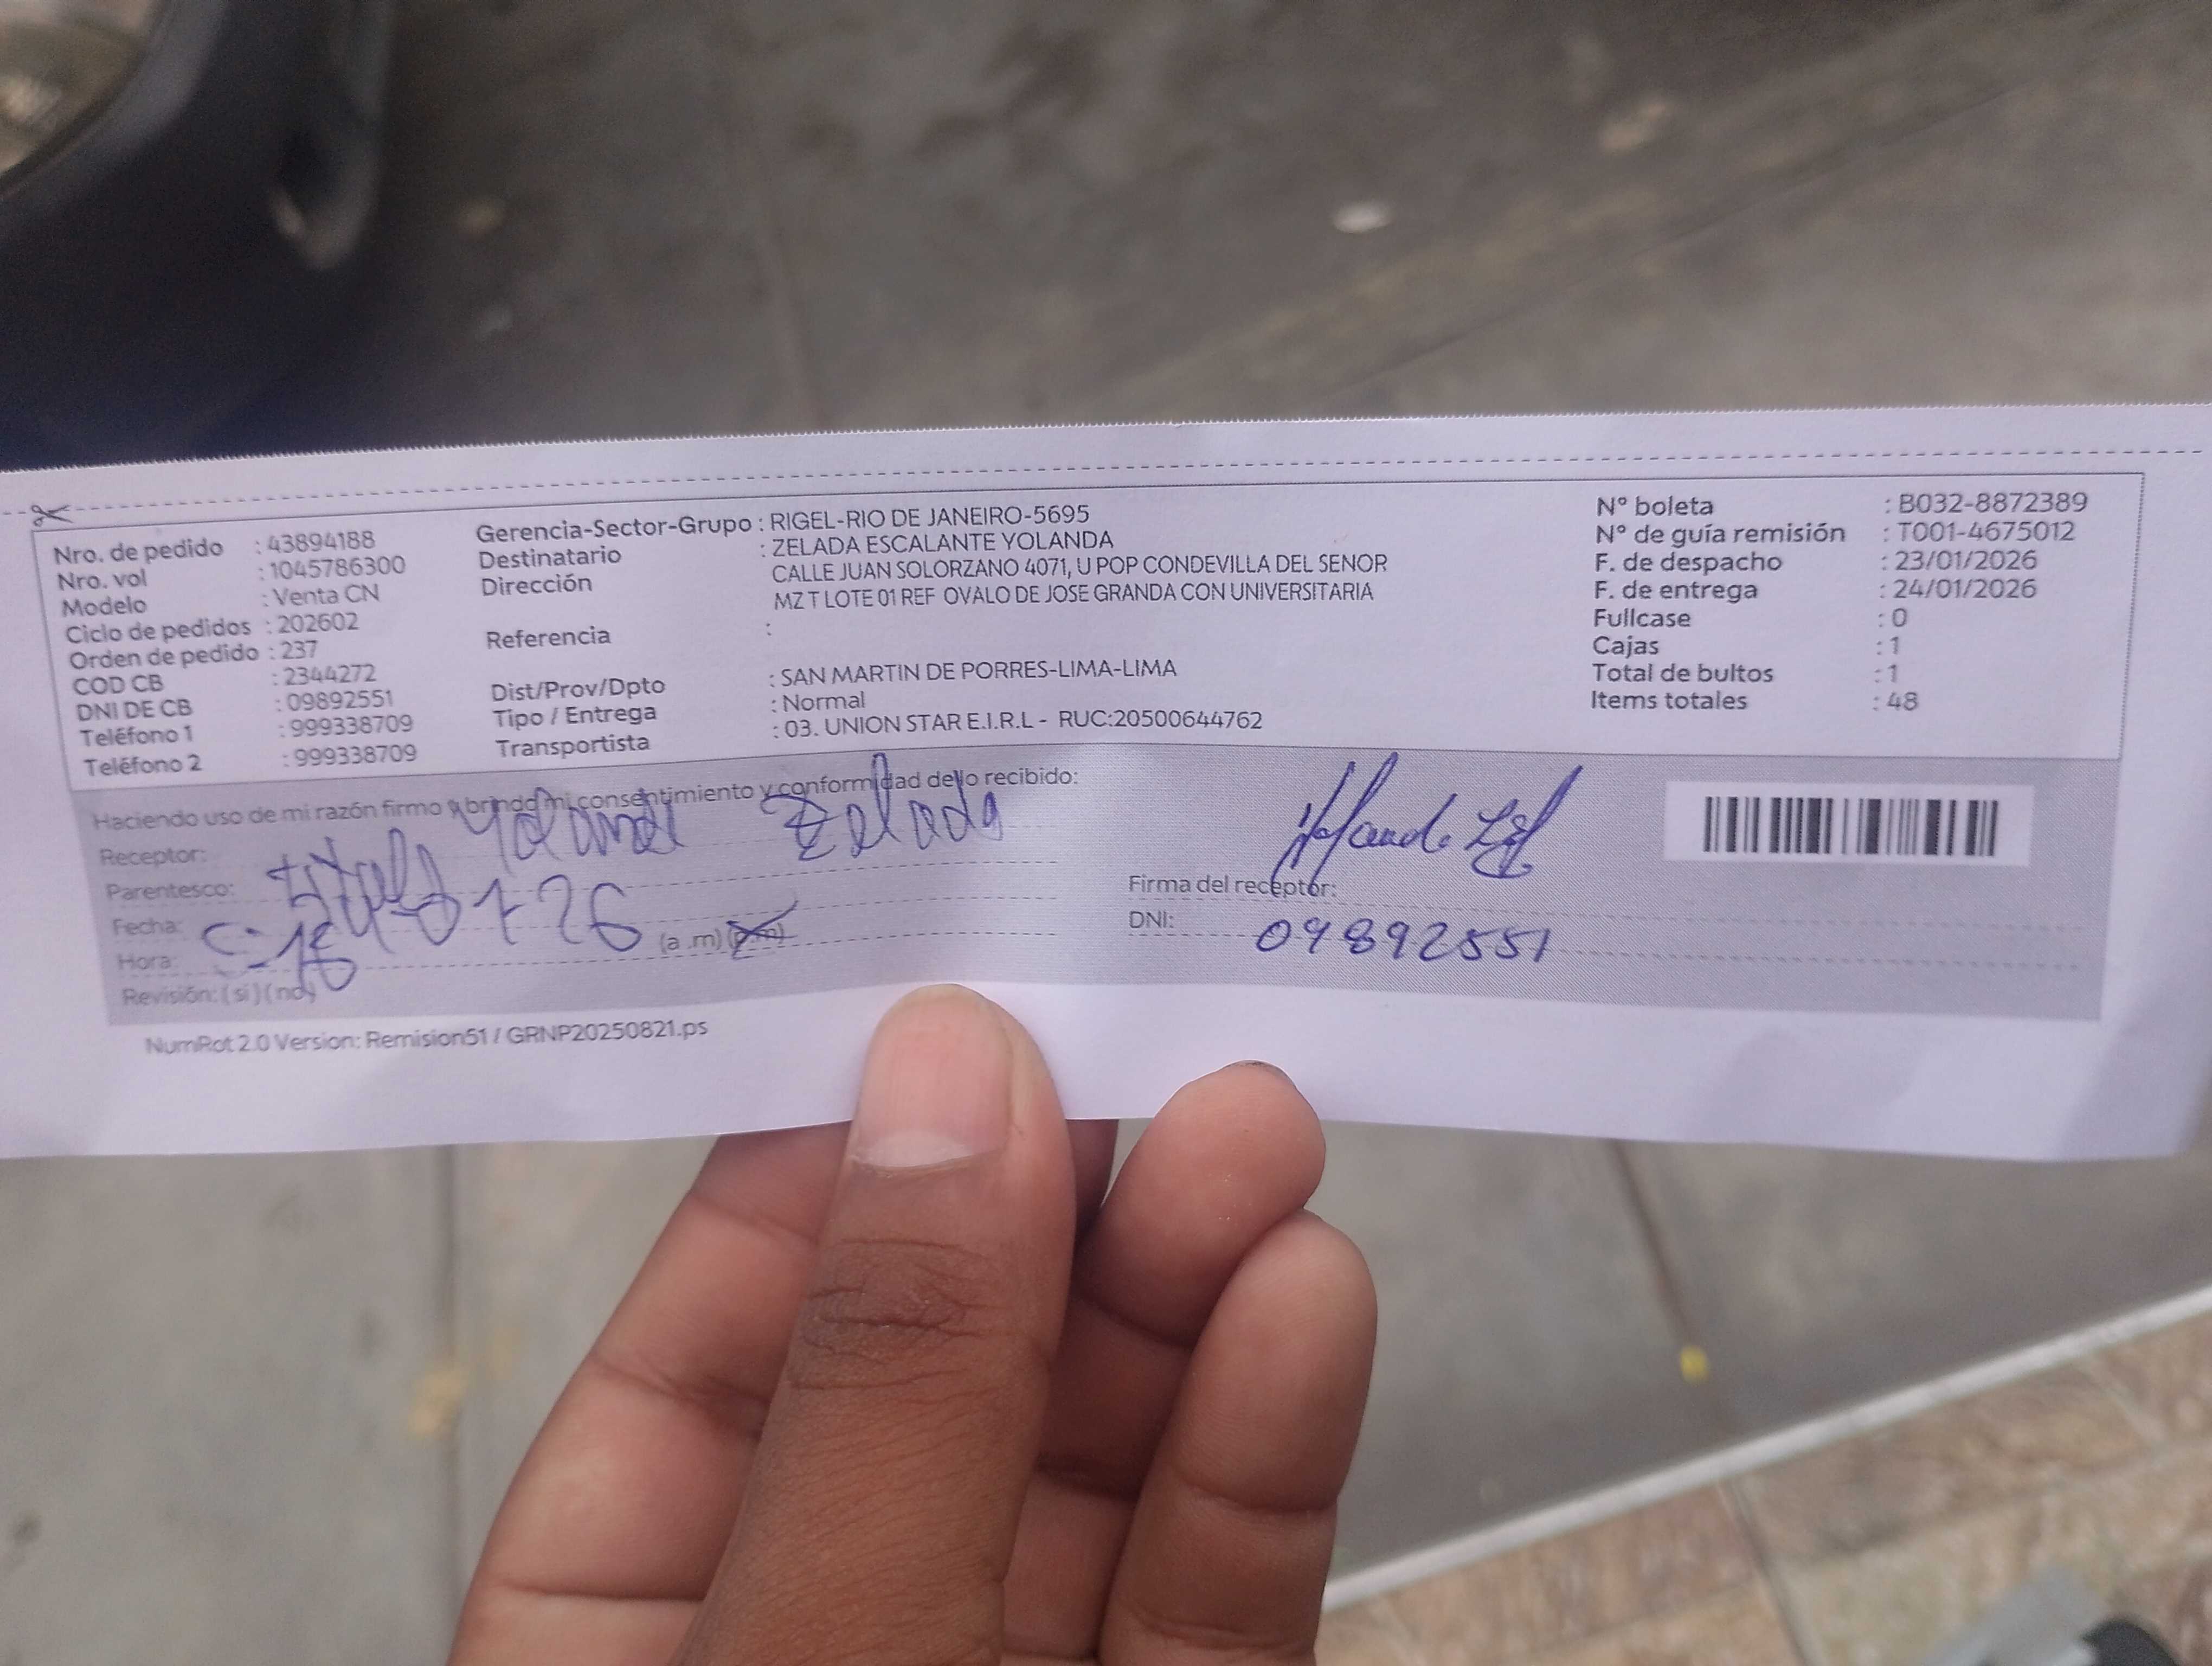 Nro. de pedido : 43894188
Nro. vol : 1045786300
Modelo : Venta CN
Ciclo de pedidos : 202602
Orden de pedido : 237
COD CB : 2344272
DNI DE CB : 09892551
Teléfono 1 : 999338709
Teléfono 2 : 999338709
Gerencia-Sector-Grupo : RIGEL-RIO DE JANEIRO-5695
Destinatario : ZELADA ESCALANTE YOLANDA
Dirección CALLE JUAN SOLORZANO 4071, U POP CONDEVILLA DEL SENOR
MZ T LOTE 01 REF OVALO DE JOSE GRANDA CON UNIVERSITARIA
Referencia :
Dist/Prov/Dpto : SAN MARTIN DE PORRES-LIMA-LIMA
Tipo / Entrega : Normal
Transportista : 03. UNION STAR E.I.R.L - RUC:20500644762
N° boleta : B032-8872389
N° de guía remisión : T001-4675012
F. de despacho : 23/01/2026
F. de entrega : 24/01/2026
Fullcase : 0
Cajas : 1
Total de bultos : 1
Items totales : 48
Haciendo uso de mi razón firmo y brindo mi consentimiento y conformidad de lo recibido:
Receptor: Yolanda Zelada
Parentesco:
Fecha: 26
Hora: (a .m) (p.m)
Revisión: ( si ) ( no )
Firma del receptor:
DNI: 09892551
NumRot 2.0 Version: Remision51 / GRNP20250821.ps